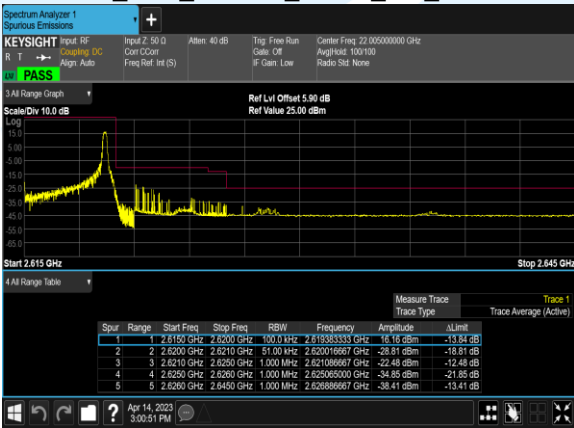 Spectrum Analyzer 1
Spurious Emissions
+
KEYSIGHT Input: RF Input Z: 50 Ω Atten: 40 dB Trig: Free Run Center Freq: 22.005000000 GHz
R T Coupling: DC Corr CCorr Gate: Off Avg|Hold: 100/100
Align: Auto Freq Ref: Int (S) IF Gain: Low Radio Std: None
PASS
3 All Range Graph
Ref Lvl Offset 5.90 dB
Scale/Div 10.0 dB Ref Value 25.00 dBm
Log
15.0
5.00
-5.00
-15.0
-25.0
-35.0
-45.0
-55.0
-65.0
Start 2.615 GHz Stop 2.645 GHz
4 All Range Table
Measure Trace Trace 1
Trace Type Trace Average (Active)
Spur Range Start Freq Stop Freq RBW Frequency Amplitude ΔLimit
1 1 2.6150 GHz 2.6200 GHz 100.0 kHz 2.619383333 GHz 16.16 dBm -13.84 dB
2 2 2.6200 GHz 2.6210 GHz 51.00 kHz 2.620016667 GHz -28.81 dBm -18.81 dB
3 3 2.6210 GHz 2.6250 GHz 1.000 MHz 2.621086667 GHz -22.48 dBm -12.48 dB
4 4 2.6250 GHz 2.6260 GHz 1.000 MHz 2.625065000 GHz -34.85 dBm -21.85 dB
5 5 2.6260 GHz 2.6450 GHz 1.000 MHz 2.626886667 GHz -38.41 dBm -13.41 dB
? Apr 14, 2023
3:00:51 PM